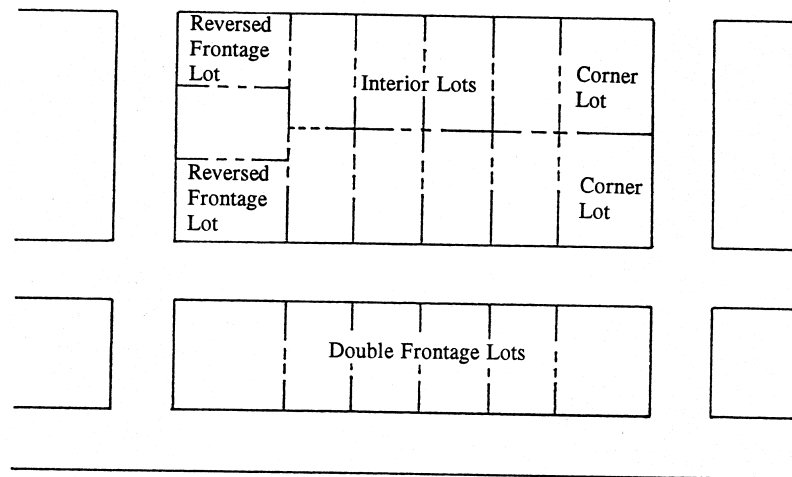 Reversed
Frontage
Lot
Interior Lots
Corner
Lot
Reversed
Frontage
Lot
Corner
Lot
Double Frontage Lots